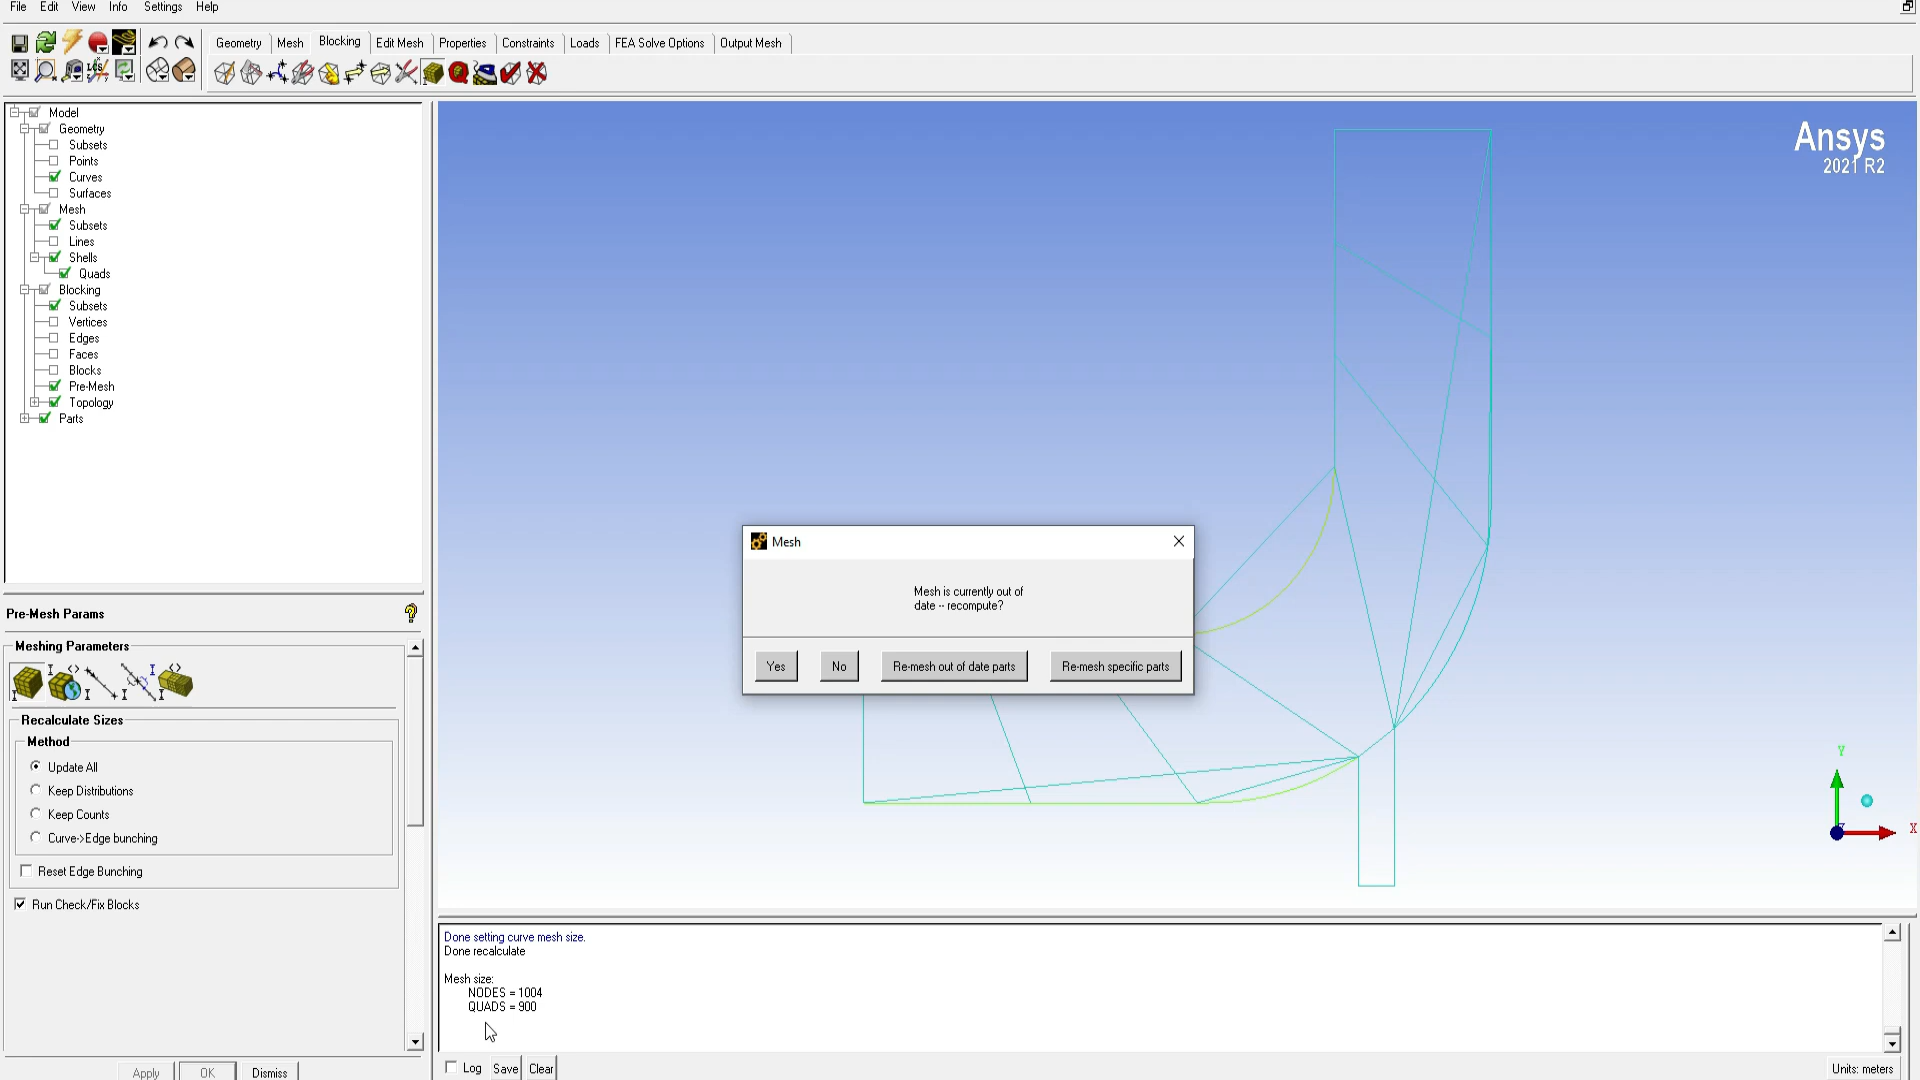 File Edit View Info Settings Help
Geometry Mesh Blocking Edit Mesh Properties Constraints Loads FEA Solve Options Output Mesh
LCS
Model
Geometry
Subsets
Points
Curves
Surfaces
Mesh
Subsets
Lines
Shells
Quads
Blocking
Subsets
Vertices
Edges
Faces
Blocks
Pre-Mesh
Topology
Parts
Pre-Mesh Params
Meshing Parameters
Recalculate Sizes
Method
Update All
Keep Distributions
Keep Counts
Curve->Edge bunching
Reset Edge Bunching
Run Check/Fix Blocks
Apply OK Dismiss
Ansys
2021 R2
Mesh
Mesh is currently out of
date -- recompute?
Yes No Re-mesh out of date parts Re-mesh specific parts
Y
X
Done setting curve mesh size.
Done recalculate
Mesh size:
NODES = 1004
QUADS = 900
Log Save Clear
Units: meters